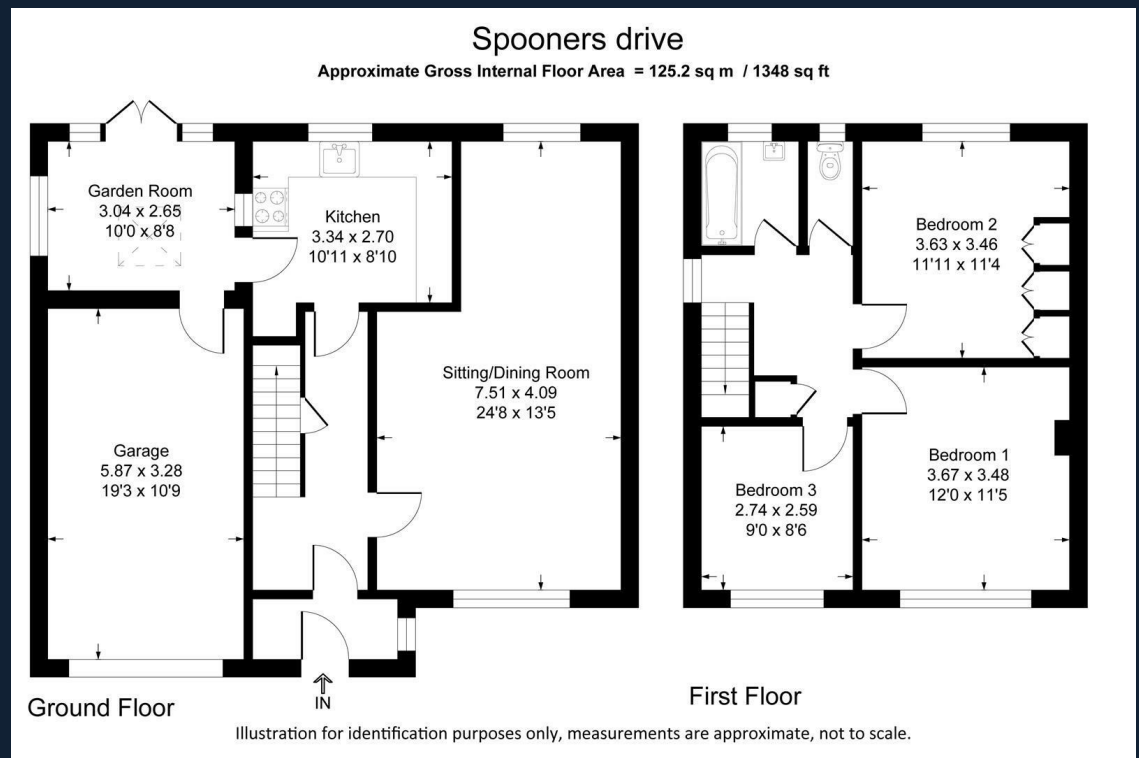 Spooners drive
Approximate Gross Internal Floor Area = 125.2 sq m / 1348 sq ft
Garden Room
3.04 x 2.65
10'0 x 8'8
Kitchen
3.34 x 2.70
10'11 x 8'10
Sitting/Dining Room
7.51 x 4.09
24'8 x 13'5
Garage
5.87 x 3.28
19'3 x 10'9
IN
Ground Floor
Bedroom 2
3.63 x 3.46
11'11 x 11'4
Bedroom 1
3.67 x 3.48
12'0 x 11'5
Bedroom 3
2.74 x 2.59
9'0 x 8'6
First Floor
Illustration for identification purposes only, measurements are approximate, not to scale.